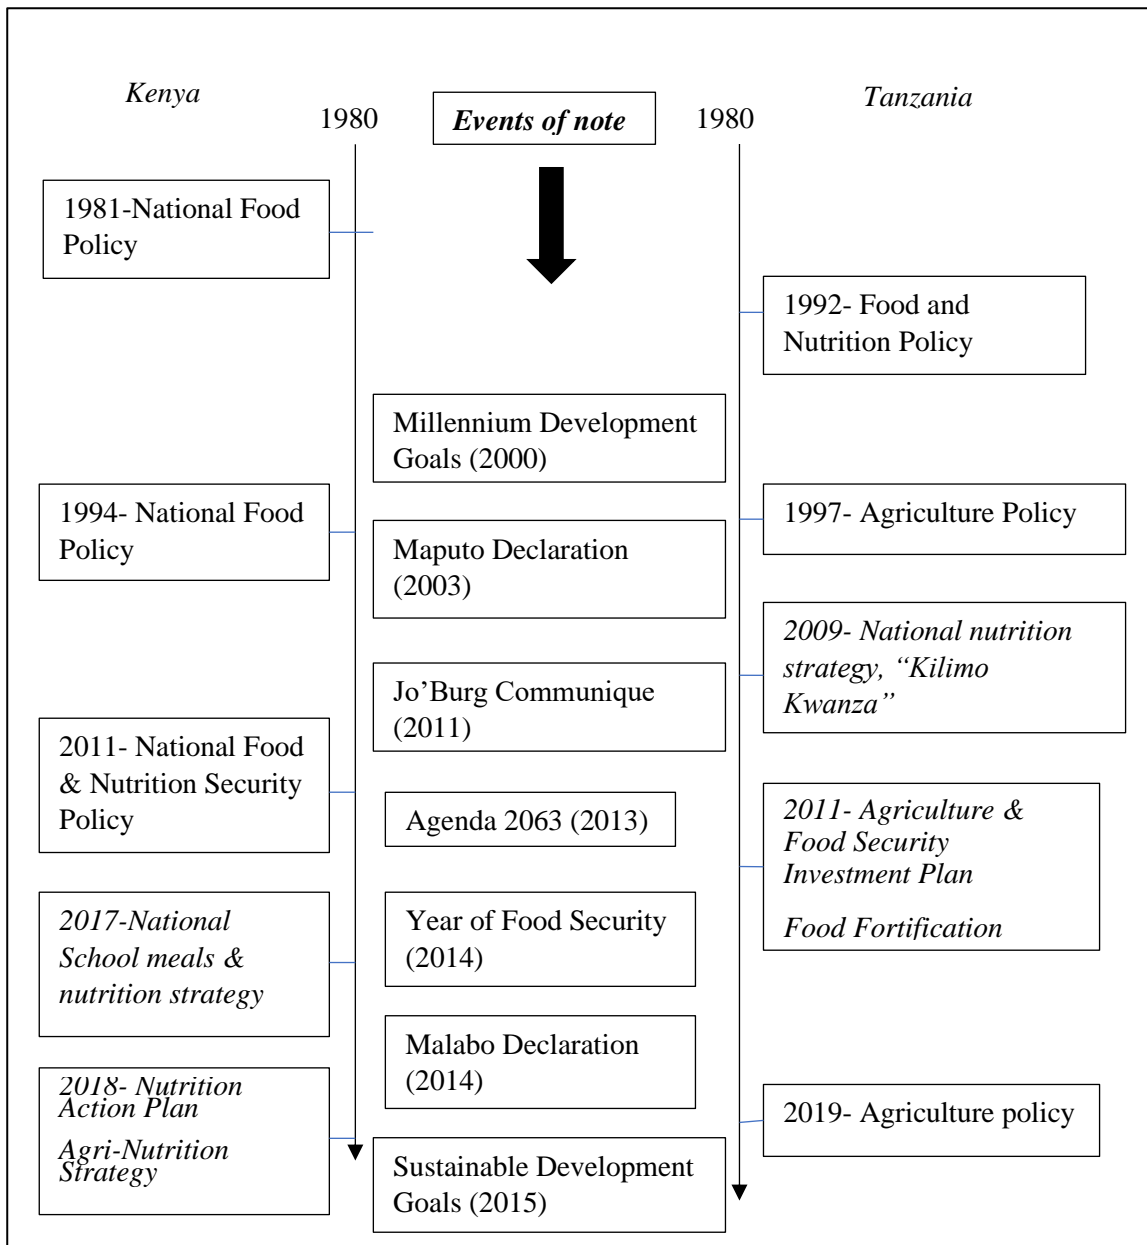 Kenya
1980
Events of note
1980
Tanzania
1981-National Food
Policy
1992- Food and
Nutrition Policy
Millennium Development
Goals (2000)
1994- National Food
Policy
1997- Agriculture Policy
Maputo Declaration
(2003)
2009- National nutrition
strategy, “Kilimo
Kwanza”
Jo’Burg Communique
(2011)
2011- National Food
& Nutrition Security
Policy
Agenda 2063 (2013)
2011- Agriculture &
Food Security
Investment Plan
Food Fortification
2017-National
School meals &
nutrition strategy
Year of Food Security
(2014)
Malabo Declaration
(2014)
2018- Nutrition
Action Plan
Agri-Nutrition
Strategy
2019- Agriculture policy
Sustainable Development
Goals (2015)